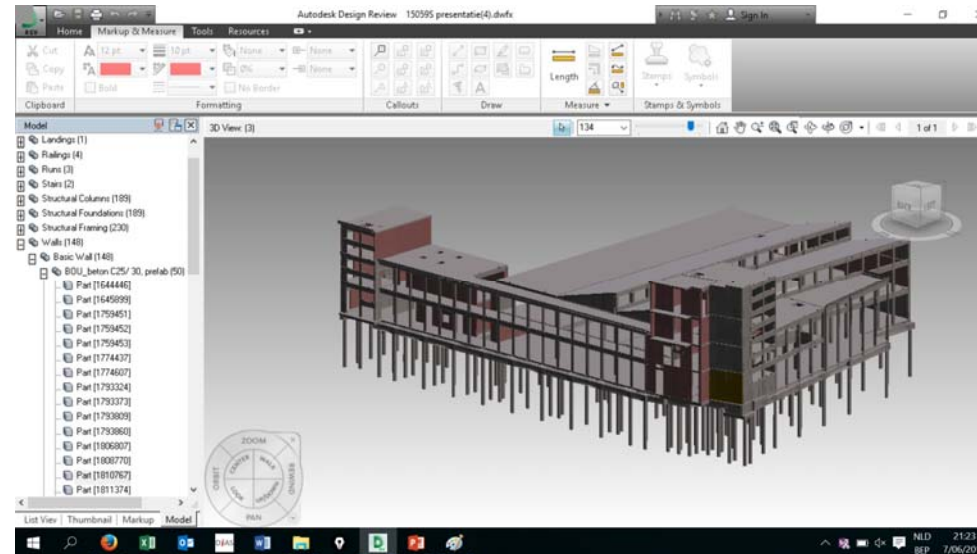 Autodesk Design Review 15059S presentatie(4).dwfx
Sign In
Home Markup & Measure Tools Resources
Cut
Copy
Paste
12 pt
Bold
10 pt
None
0%
No Border
None
None
Length
Stamps
Symbols
Clipboard
Formatting
Callouts
Draw
Measure
Stamps & Symbols
Model
3D View: (3)
134
1 of 1
Landings (1)
Railings (4)
Runs (3)
Stairs (2)
Structural Columns (189)
Structural Foundations (189)
Structural Framing (230)
Walls (148)
Basic Wall (148)
BOU_beton C25/ 30, prefab (50)
Part [1644446]
Part [1645899]
Part [1759451]
Part [1759452]
Part [1759453]
Part [1774437]
Part [1774607]
Part [1793324]
Part [1793373]
Part [1793809]
Part [1793860]
Part [1806807]
Part [1808770]
Part [1810767]
Part [1811374]
ZOOM
ORBIT
REWIND
PAN
CENTER
WALK
LOOK
UP/DOWN
List View Thumbnail Markup Model
NLD
BEP